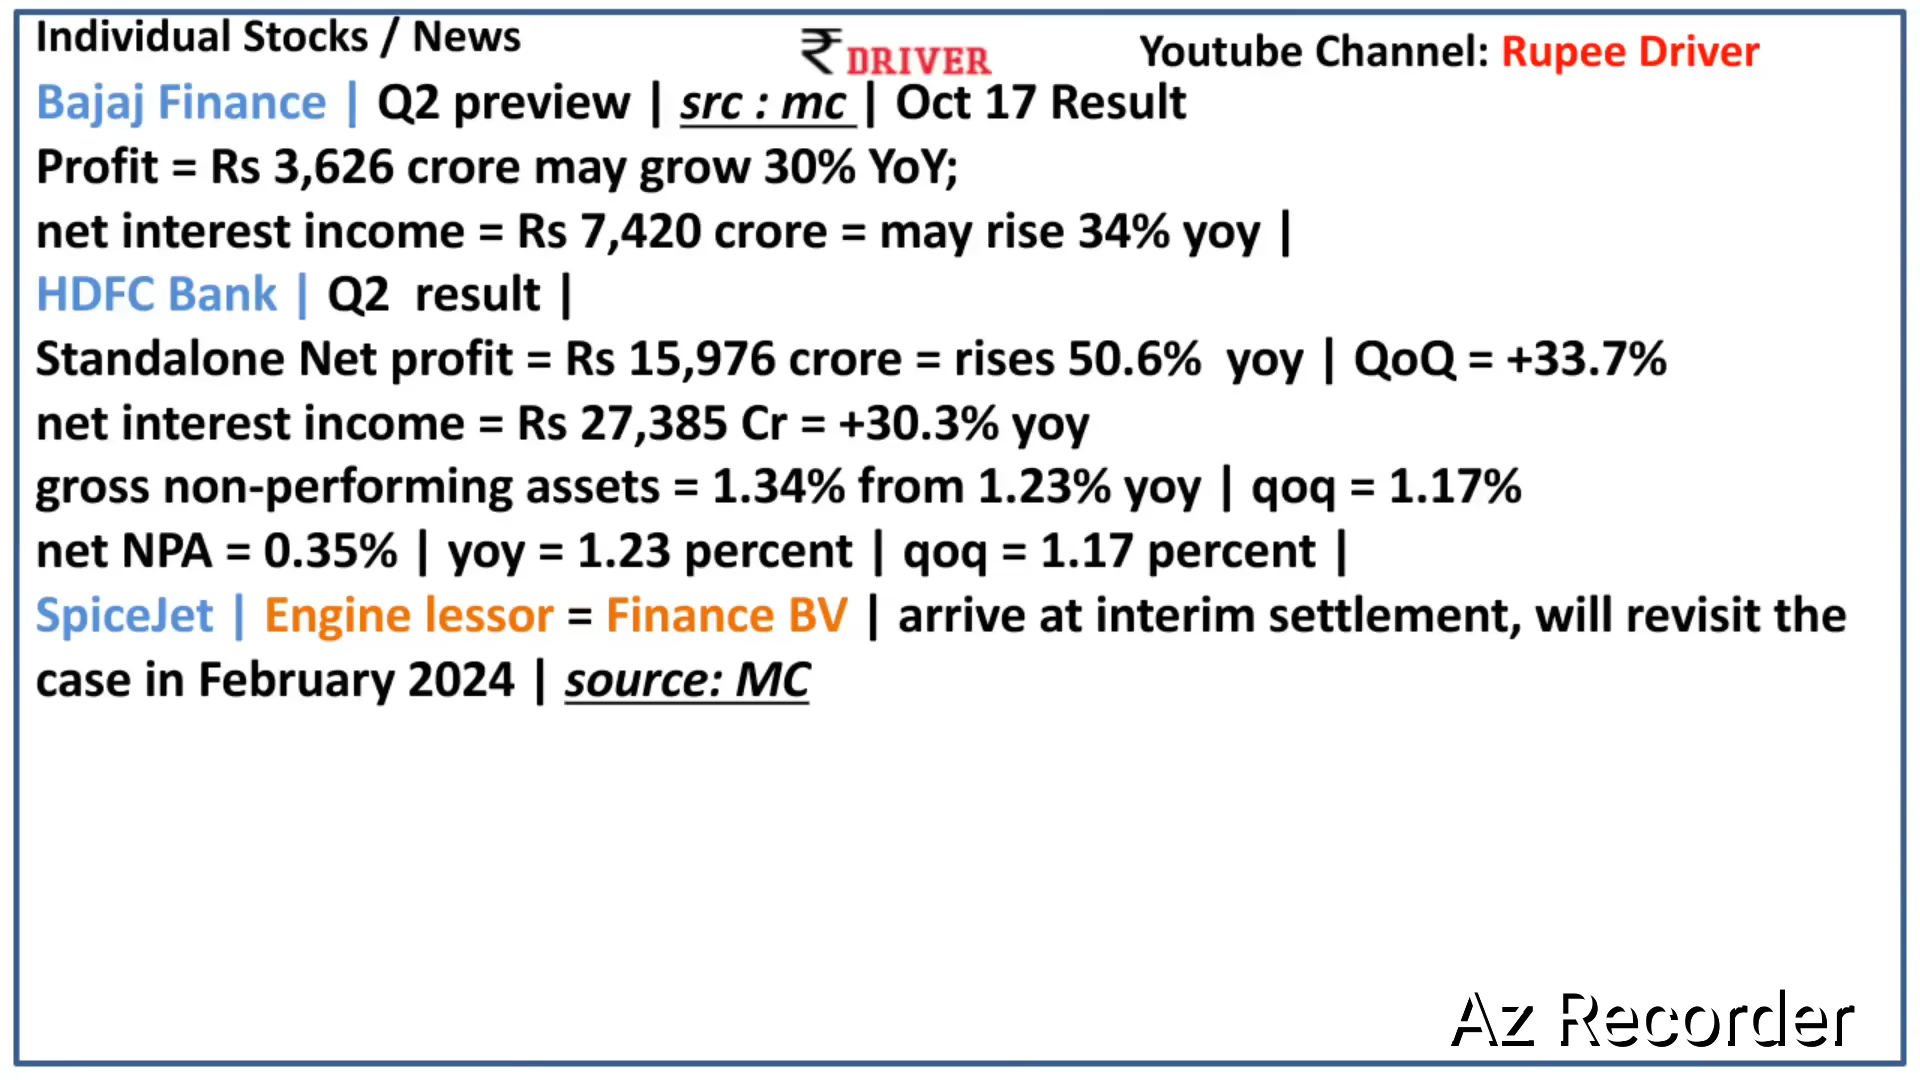 Individual Stocks / News
₹ DRIVER
Youtube Channel: Rupee Driver
Bajaj Finance | Q2 preview | src : mc | Oct 17 Result
Profit = Rs 3,626 crore may grow 30% YoY;
net interest income = Rs 7,420 crore = may rise 34% yoy |
HDFC Bank | Q2 result |
Standalone Net profit = Rs 15,976 crore = rises 50.6% yoy | QoQ = +33.7%
net interest income = Rs 27,385 Cr = +30.3% yoy
gross non-performing assets = 1.34% from 1.23% yoy | qoq = 1.17%
net NPA = 0.35% | yoy = 1.23 percent | qoq = 1.17 percent |
SpiceJet | Engine lessor = Finance BV | arrive at interim settlement, will revisit the
case in February 2024 | source: MC
Az Recorder